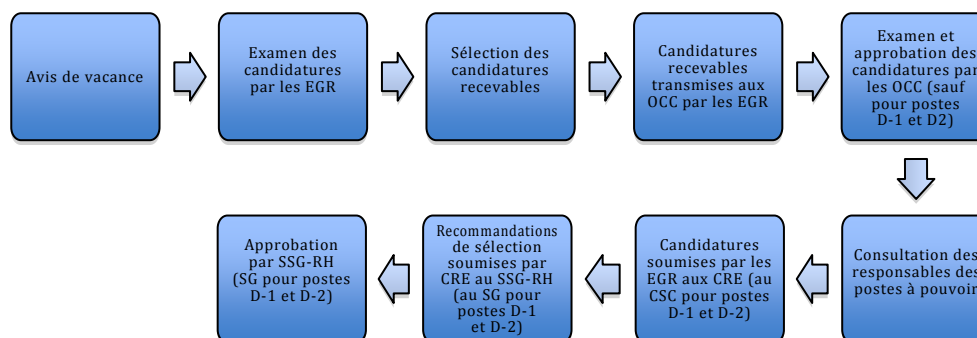 Avis de vacance
Examen des
candidatures
par les EGR
Sélection des
candidatures
recevables
Candidatures
recevables
transmises aux
OCC par les EGR
Examen et
approbation des
candidatures par
les OCC (sauf
pour postes
D-1 et D2)
Consultation des
responsables des
postes à pouvoir
Candidatures
soumises par les
EGR aux CRE (au
CSC pour postes
D-1 et D-2)
Recommandations
de sélection
soumises par
CRE au SSG-RH
(au SG pour
postes D-1
et D-2)
Approbation
par SSG-RH
(SG pour postes
D-1 et D-2)